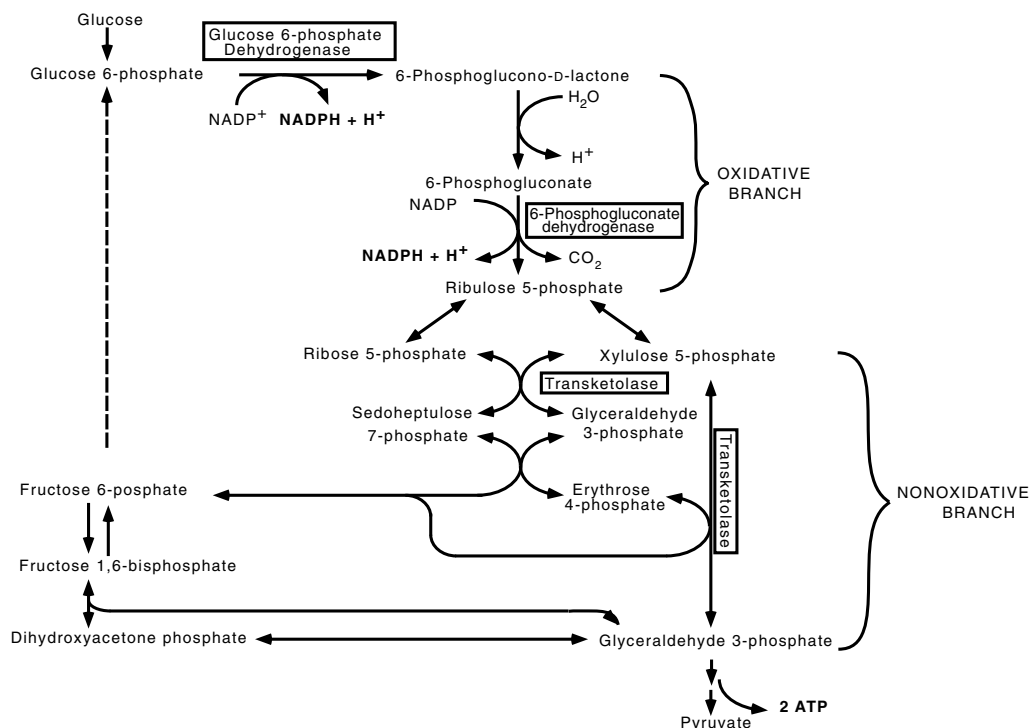 Glucose
Glucose 6-phosphate
Dehydrogenase
Glucose 6-phosphate
6-Phosphoglucono-D-lactone
NADP+
NADPH + H+
H2O
H+
OXIDATIVE
BRANCH
6-Phosphogluconate
NADP
6-Phosphogluconate
dehydrogenase
NADPH + H+
CO2
Ribulose 5-phosphate
Ribose 5-phosphate
Xylulose 5-phosphate
Transketolase
Sedoheptulose
7-phosphate
Glyceraldehyde
3-phosphate
Transketolase
Fructose 6-posphate
Erythrose
4-phosphate
NONOXIDATIVE
BRANCH
Fructose 1,6-bisphosphate
Dihydroxyacetone phosphate
Glyceraldehyde 3-phosphate
2 ATP
Pyruvate